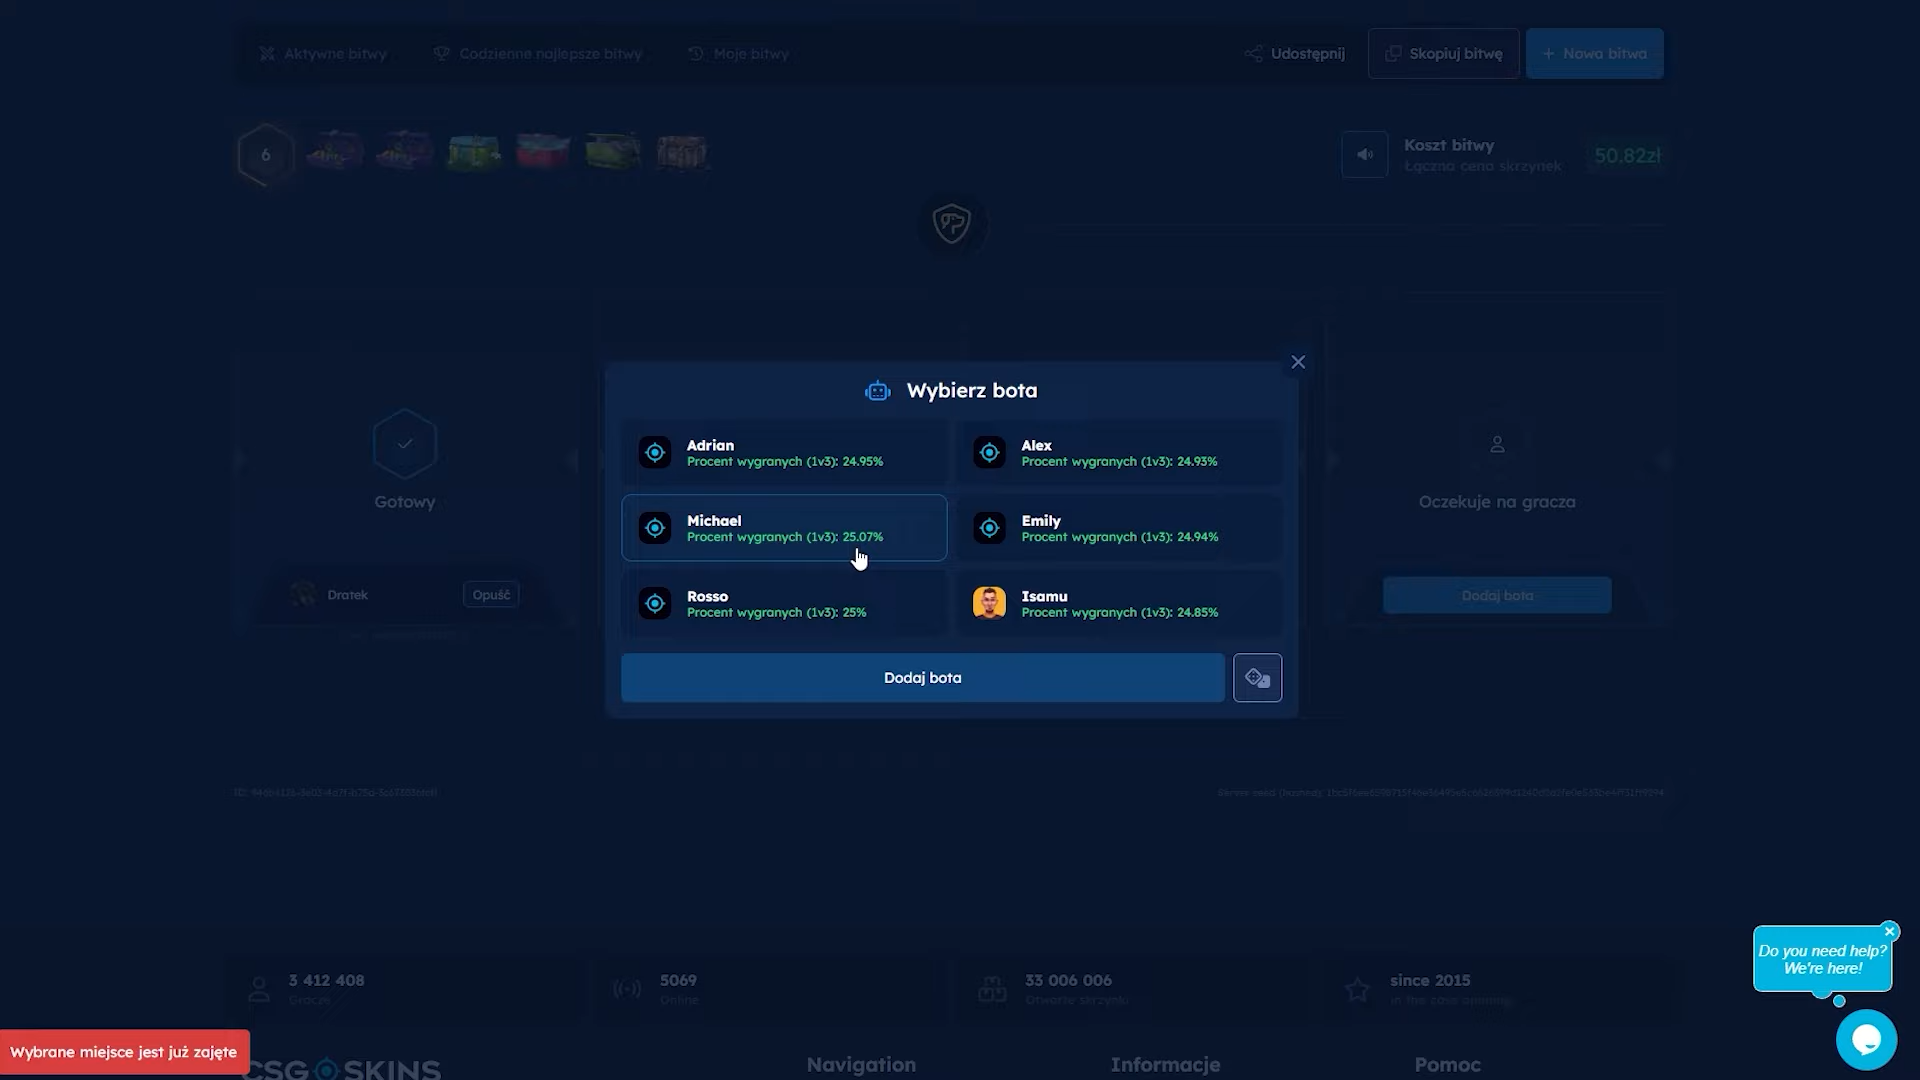 Aktywne bitwy
Codzienne najlepsze bitwy
Moje bitwy
Udostępnij
Skopiuj bitwę
+ Nowa bitwa
6
Koszt bitwy
Łączna cena skrzynek
50.82zł
Wybierz bota
Adrian
Procent wygranych (1v3): 24.95%
Alex
Procent wygranych (1v3): 24.93%
Michael
Procent wygranych (1v3): 25.07%
Emily
Procent wygranych (1v3): 24.94%
Rosso
Procent wygranych (1v3): 25%
Isamu
Procent wygranych (1v3): 24.85%
Dodaj bota
Gotowy
Dratek
Opuść
Oczekuje na gracza
Dodaj bota
3 412 408
Gracze
5069
Online
33 006 006
Otwarte skrzynki
since 2015
in the case opening
Do you need help?
We're here!
Wybrane miejsce jest już zajęte
CSGOSKINS
Navigation
Informacje
Pomoc